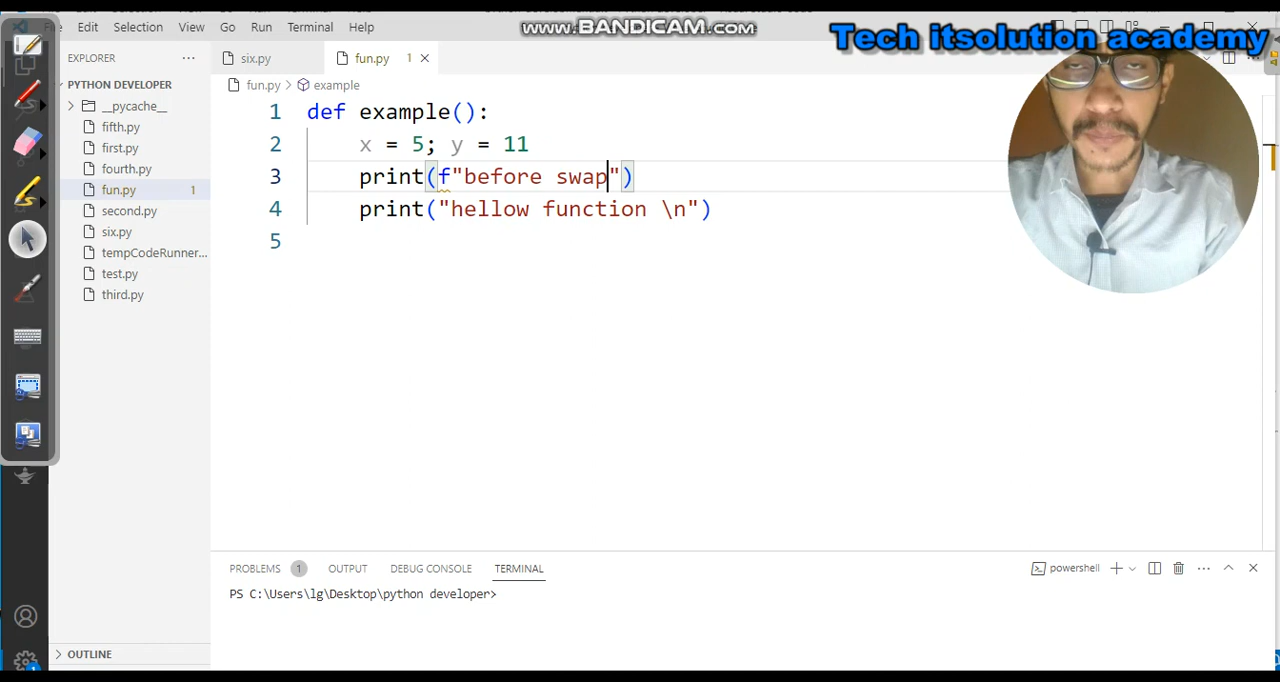 www.BANDICAM.com
Tech itsolution academy
File Edit Selection View Go Run Terminal Help
EXPLORER
six.py
fun.py 1
PYTHON DEVELOPER
fun.py > example
__pycache__
fifth.py
first.py
fourth.py
fun.py 1
second.py
six.py
tempCodeRunner...
test.py
third.py
1 def example():
2 x = 5; y = 11
3 print(f"before swap")
4 print("hellow function \n")
5
PROBLEMS 1 OUTPUT DEBUG CONSOLE TERMINAL
powershell
PS C:\Users\lg\Desktop\python developer>
OUTLINE